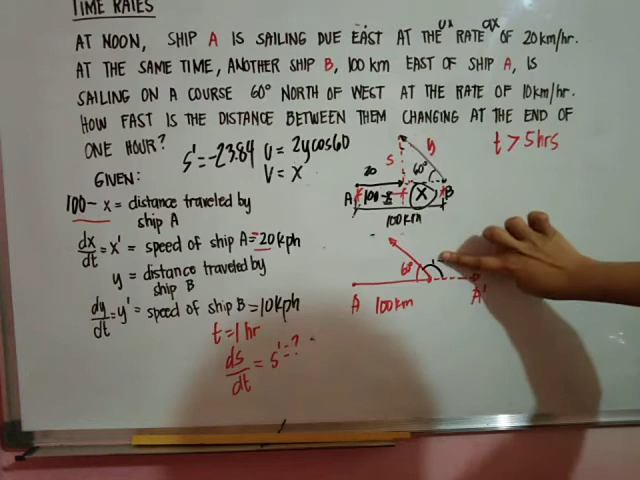 TIME RATES
AT NOON, SHIP A IS SAILING DUE EAST AT THE RATE OF 20 km/hr.
AT THE SAME TIME, ANOTHER SHIP B, 100 km EAST OF SHIP A, IS
SAILING ON A COURSE 60° NORTH OF WEST AT THE RATE OF 10 km/hr.
HOW FAST IS THE DISTANCE BETWEEN THEM CHANGING AT THE END OF
ONE HOUR? S' = -23.84 U = 2y cos60 t > 5 hrs
V = X
GIVEN:
100- x = distance traveled by
ship A
dx/dt = x' = speed of ship A = -20 kph
y = distance traveled by
ship B
dy/dt = y' = speed of ship B = 10 kph
t = 1 hr
ds/dt = s' = ?
S y
20 60°
A 100-x X B
100 km
60°
A 100 km A'